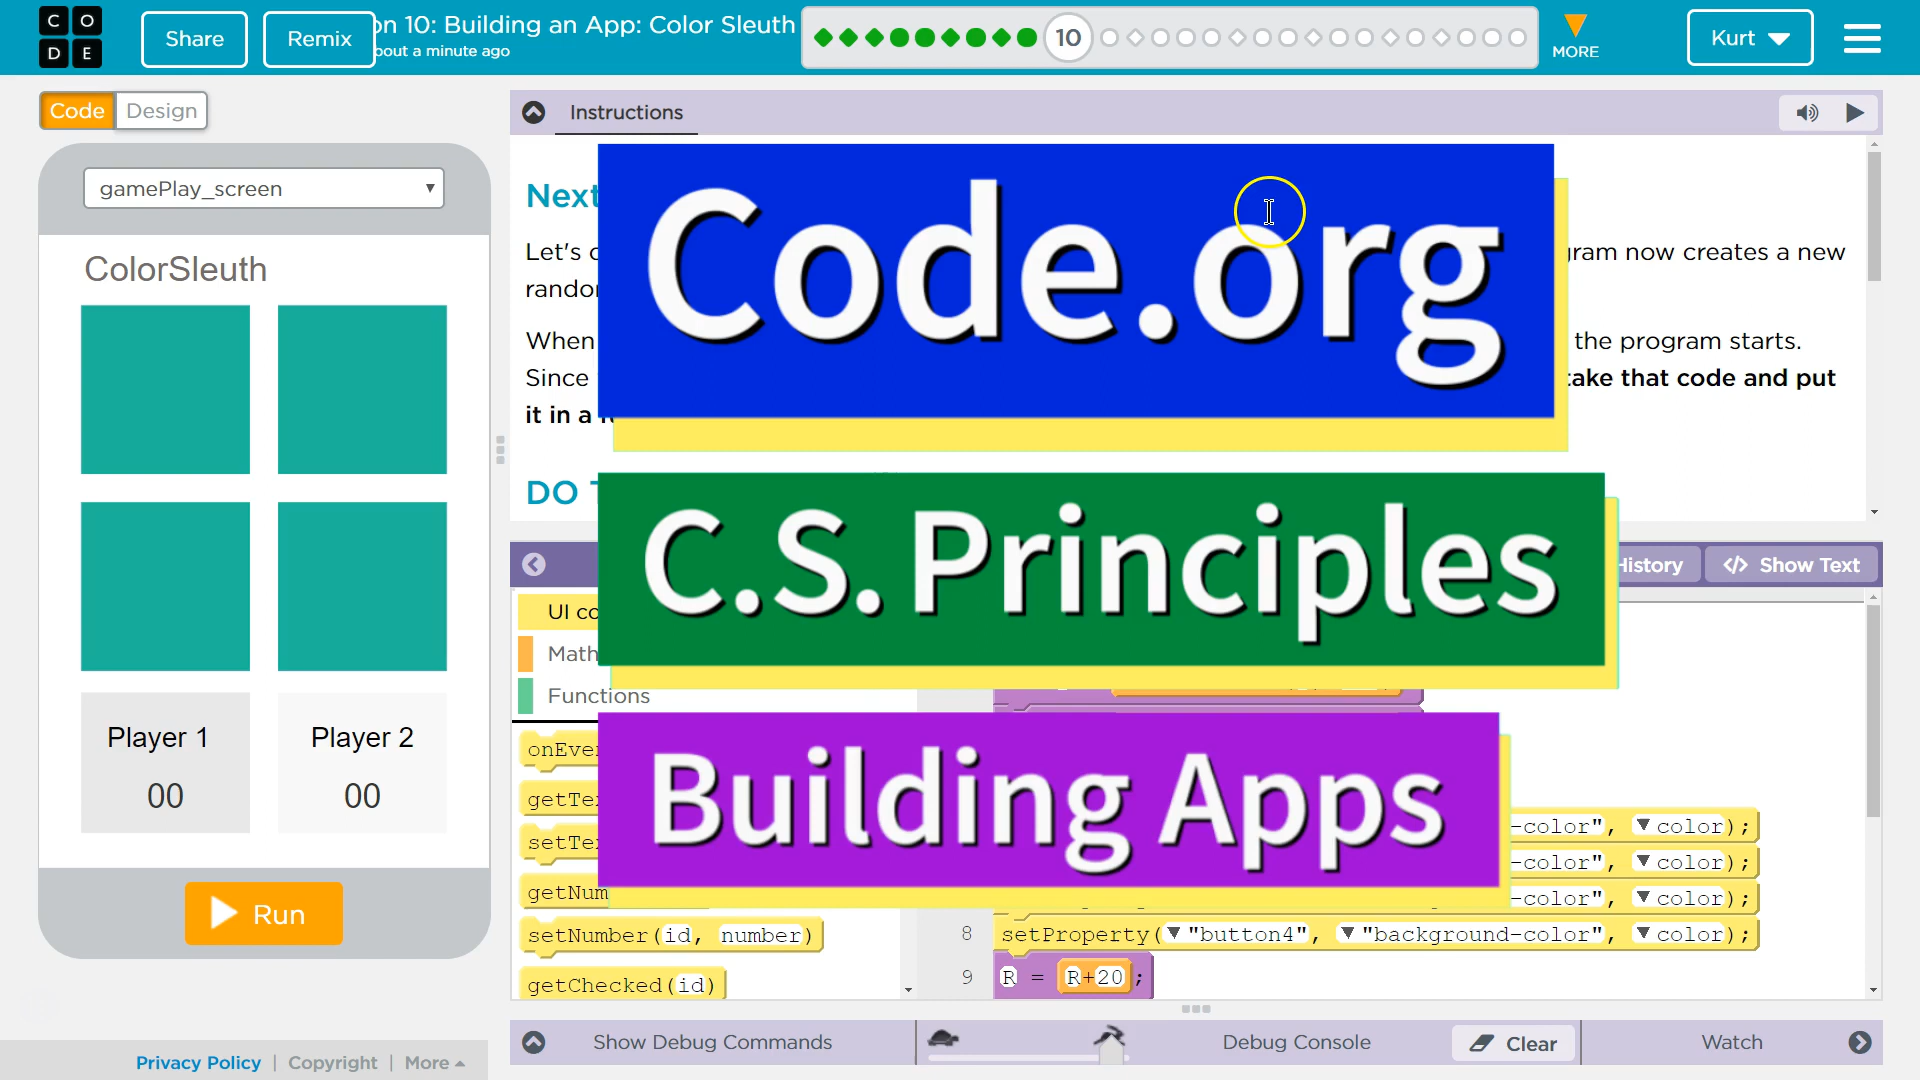 CODE
Share
Remix
on 10: Building an App: Color Sleuth
bout a minute ago
10
MORE
Kurt
Code
Design
gamePlay_screen
ColorSleuth
Player 1
00
Player 2
00
Run
Privacy Policy | Copyright | More
Instructions
Next
Let's
gram now creates a new
When
the program starts.
Since
take that code and put
it in a
DO
Code.org
C.S. Principles
Building Apps
History
Show Text
UI co
Math
Functions
onEve
getTe
setTe
getNum
setNumber(id, number)
getChecked(id)
-color", color);
-color", color);
-color", color);
8 setProperty("button4", "background-color", color);
9 R = R+20;
Show Debug Commands
Debug Console
Clear
Watch